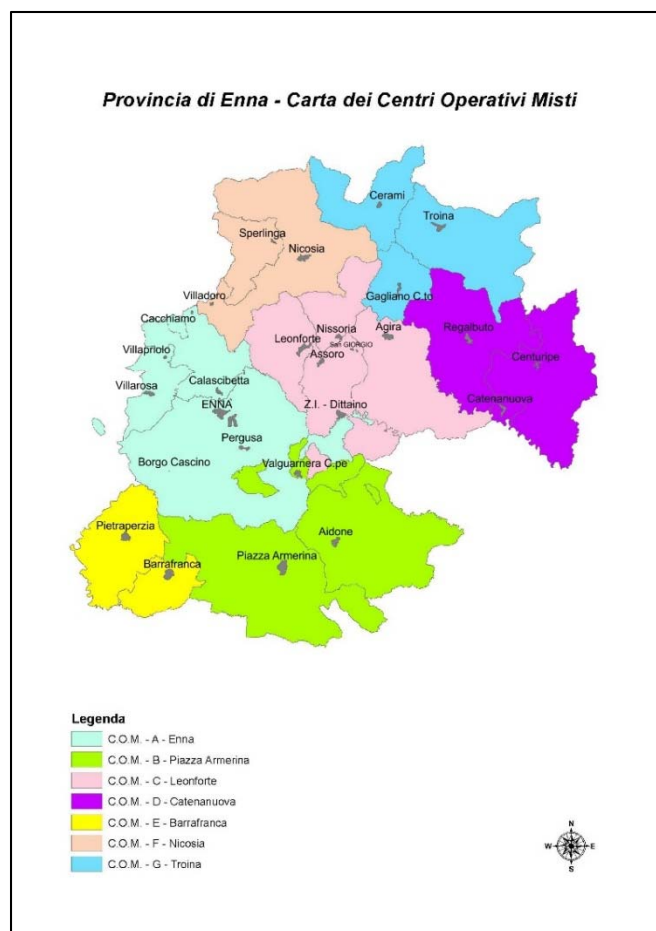 Provincia di Enna - Carta dei Centri Operativi Misti
Cerami
Troina
Sperlinga
Nicosia
Gagliano C.to
Villadoro
Cacchiamo
Nissoria
Agira
Regalbuto
Leonforte
San GIORGIO
Villapriolo
Assoro
Centuripe
Villarosa
Calascibetta
Catenanuova
ENNA
Z.I. - Dittaino
Pergusa
Borgo Cascino
Valguarnera C.pe
Pietraperzia
Aidone
Barrafranca
Piazza Armerina
Legenda
C.O.M. - A - Enna
C.O.M. - B - Piazza Armerina
C.O.M. - C - Leonforte
C.O.M. - D - Catenanuova
C.O.M. - E - Barrafranca
C.O.M. - F - Nicosia
C.O.M. - G - Troina
N
W E
S